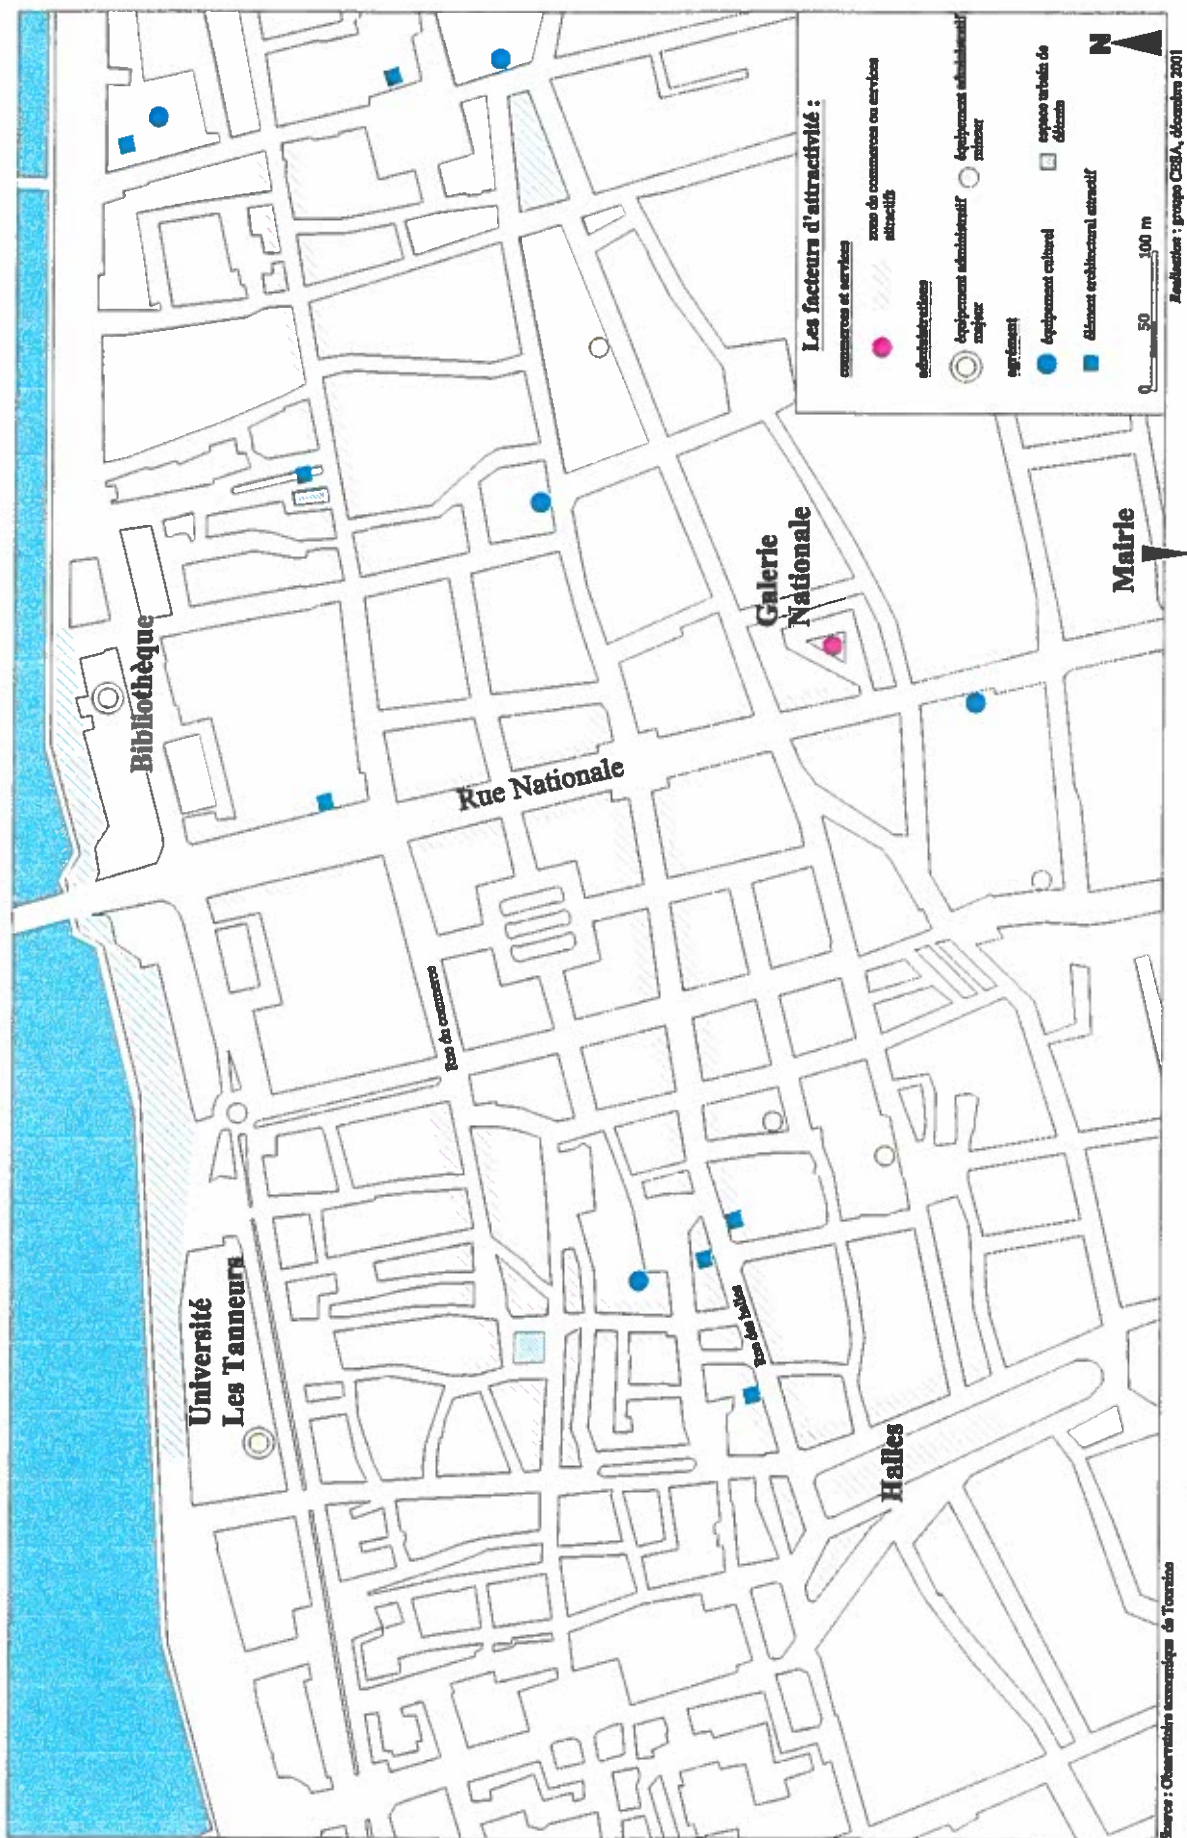 Bibliothèque
Université
Les Tanneurs
Rue Nationale
Rue du commerce
Rue des halles
Halles
Galerie
Nationale
Mairie
Les facteurs d'attractivité :
commerces et services
zone de commerces ou services
attractifs
administrations
équipement administratif
majeur
équipement administratif
mineur
agrément
équipement culturel
espace urbain de
détente
élément architectural attractif
0 50 100 m
N
Source : Observatoire économique de Touraine
Réalisation : groupe CESA, décembre 2001